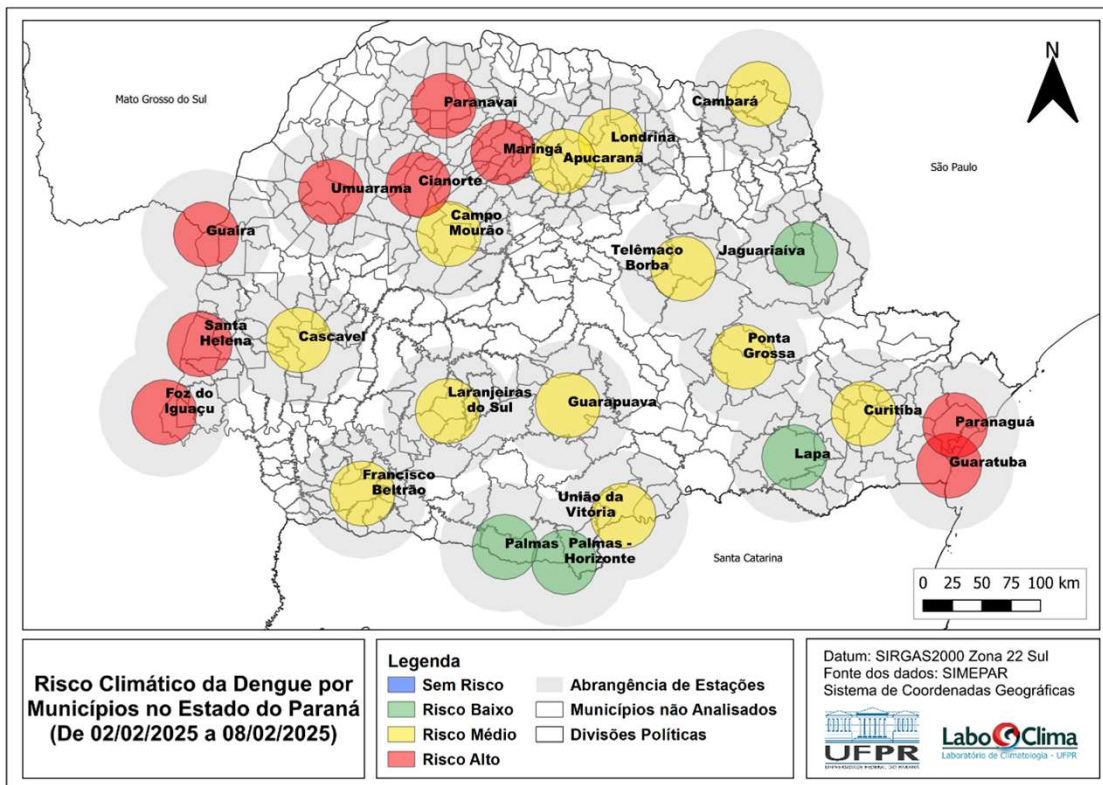 Mato Grosso do Sul
N
Paranavaí
Cambará
Londrina
Maringá
Apucarana
São Paulo
Cianorte
Umuarama
Campo
Mourão
Guaíra
Telêmaco
Borba
Jaguariaíva
Santa
Helena
Cascavel
Ponta
Grossa
Foz do
Iguaçu
Laranjeiras
do Sul
Guarapuava
Curitiba
Paranaguá
Lapa
Guaratuba
Francisco
Beltrão
União da
Vitória
Palmas
Palmas -
Horizonte
Santa Catarina
0 25 50 75 100 km
Risco Climático da Dengue por
Municípios no Estado do Paraná
(De 02/02/2025 a 08/02/2025)
Legenda
Sem Risco
Risco Baixo
Risco Médio
Risco Alto
Abrangência de Estações
Municípios não Analisados
Divisões Políticas
Datum: SIRGAS2000 Zona 22 Sul
Fonte dos dados: SIMEPAR
Sistema de Coordenadas Geográficas
UFPR
UNIVERSIDADE FEDERAL DO PARANÁ
LaboClima
Laboratório de Climatologia - UFPR